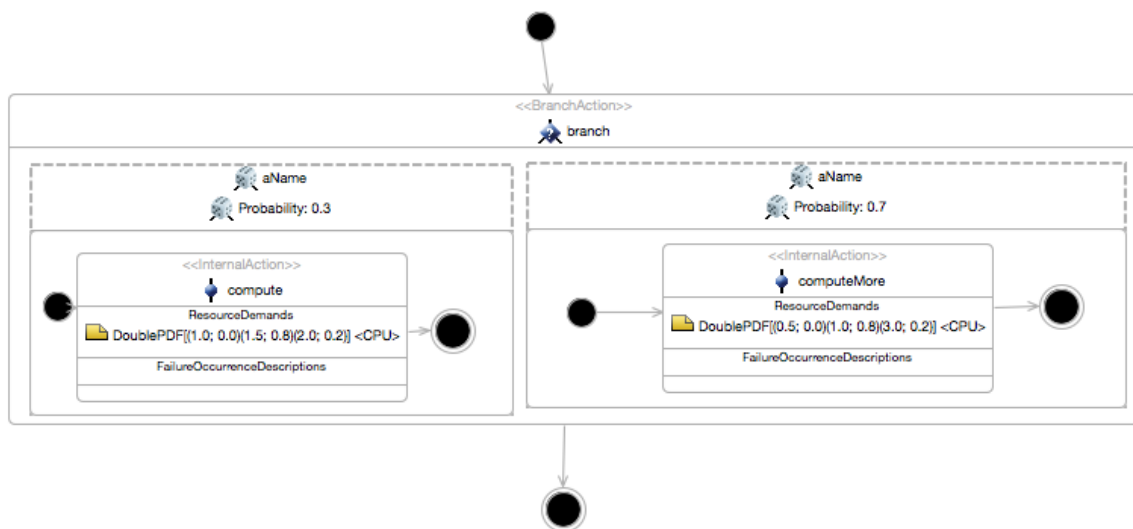 <<BranchAction>>
branch
aName
Probability: 0.3
<<InternalAction>>
compute
ResourceDemands
DoublePDF[(1.0; 0.0)(1.5; 0.8)(2.0; 0.2)] <CPU>
FailureOccurrenceDescriptions
aName
Probability: 0.7
<<InternalAction>>
computeMore
ResourceDemands
DoublePDF[(0.5; 0.0)(1.0; 0.8)(3.0; 0.2)] <CPU>
FailureOccurrenceDescriptions